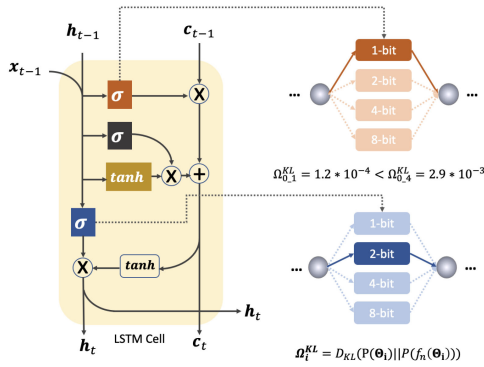 h_{t-1}
c_{t-1}
x_{t-1}
σ
X
σ
tanh
X
+
σ
X
tanh
h_t
h_t
LSTM Cell
c_t
1-bit
2-bit
4-bit
8-bit
...
...
Ω^{KL}_{0_1} = 1.2 * 10^{-4} < Ω^{KL}_{0_4} = 2.9 * 10^{-3}
1-bit
2-bit
4-bit
8-bit
...
...
Ω^{KL}_i = D_{KL}(P(Θ_i)||P(f_n(Θ_i)))